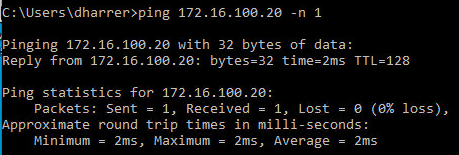 C:\Users\dharrer>ping 172.16.100.20 -n 1
Pinging 172.16.100.20 with 32 bytes of data:
Reply from 172.16.100.20: bytes=32 time=2ms TTL=128
Ping statistics for 172.16.100.20:
    Packets: Sent = 1, Received = 1, Lost = 0 (0% loss),
Approximate round trip times in milli-seconds:
    Minimum = 2ms, Maximum = 2ms, Average = 2ms